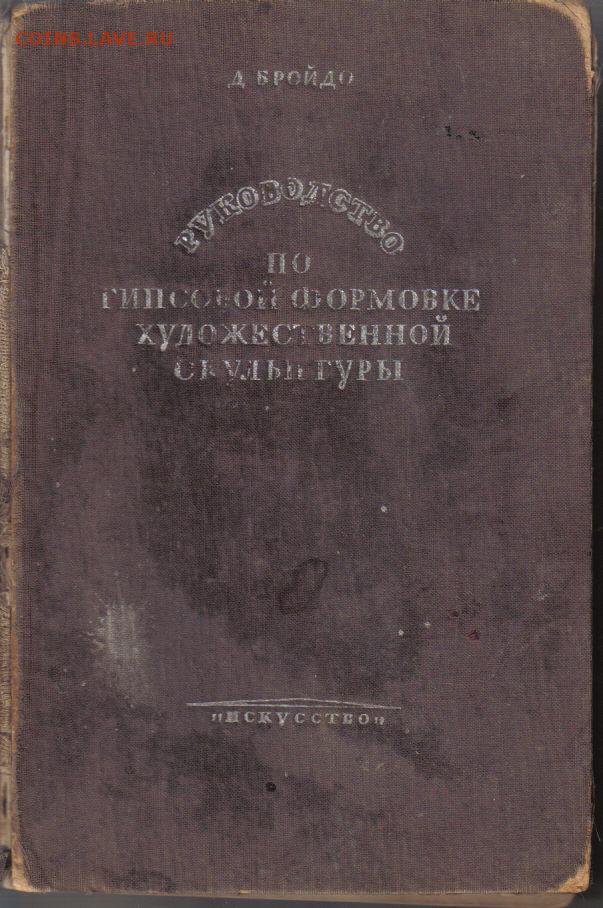 COINS.LAVE.RU
Д. БРОЙДО
РУКОВОДСТВО
ПО
ГИПСОВОЙ ФОРМОВКЕ
ХУДОЖЕСТВЕННОЙ
СКУЛЬПТУРЫ
"ИСКУССТВО"